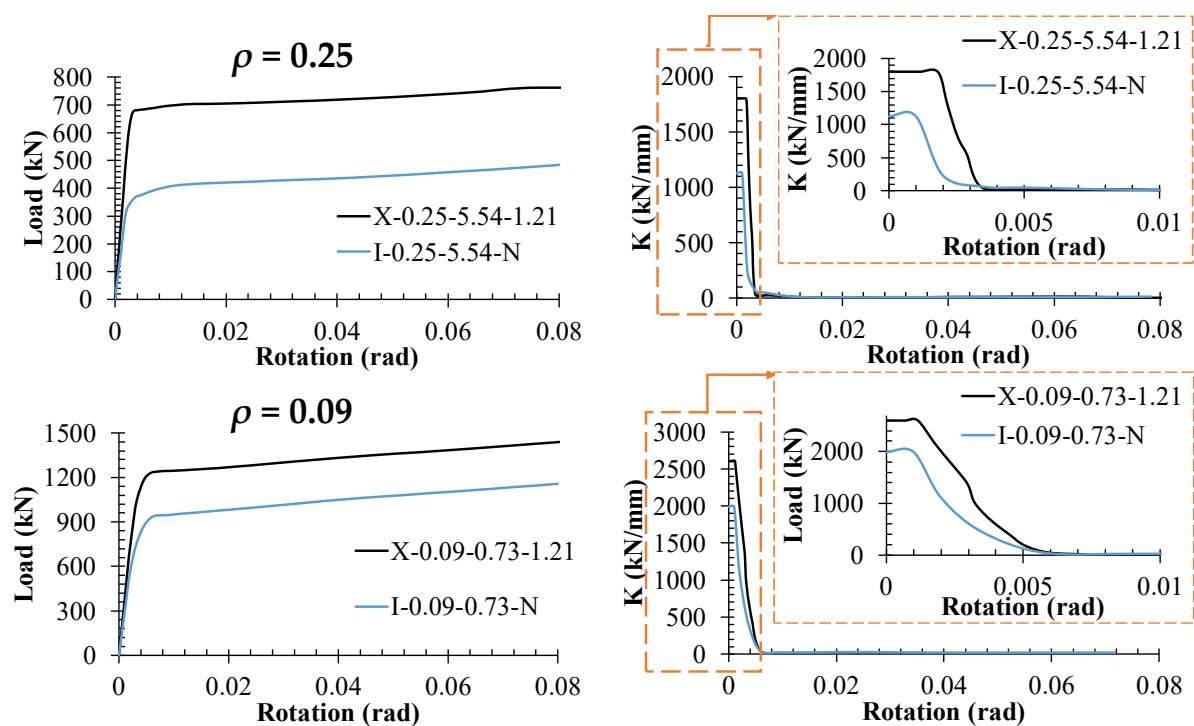 ρ = 0.25
Load (kN)
800
700
600
500
400
300
200
100
0
X-0.25-5.54-1.21
I-0.25-5.54-N
0 0.02 0.04 0.06 0.08
Rotation (rad)
K (kN/mm)
2000
1500
1000
500
0
0 0.02 0.04 0.06 0.08
Rotation (rad)
K (kN/mm)
2000
1500
1000
500
0
X-0.25-5.54-1.21
I-0.25-5.54-N
0 0.005 0.01
Rotation (rad)
ρ = 0.09
Load (kN)
1500
1200
900
600
300
0
X-0.09-0.73-1.21
I-0.09-0.73-N
0 0.02 0.04 0.06 0.08
Rotation (rad)
K (kN/mm)
3000
2500
2000
1500
1000
500
0
0 0.02 0.04 0.06 0.08
Rotation (rad)
Load (kN)
2000
1000
0
X-0.09-0.73-1.21
I-0.09-0.73-N
0 0.005 0.01
Rotation (rad)